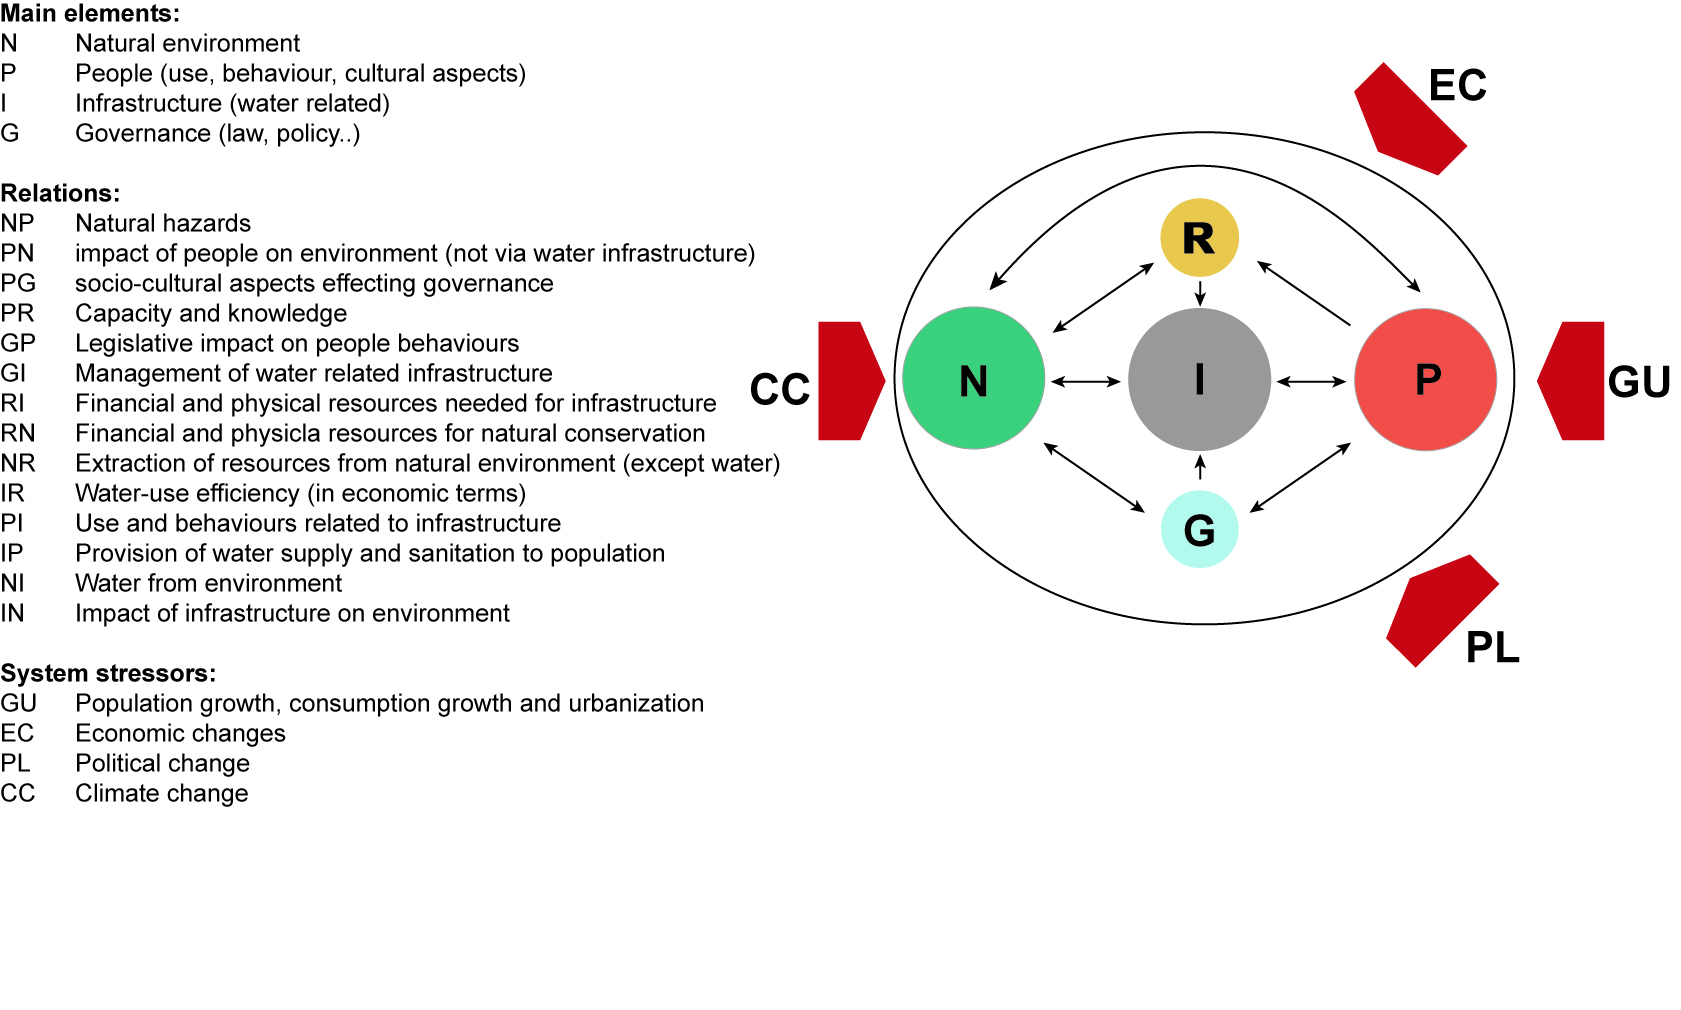 Main elements:
N Natural environment
P People (use, behaviour, cultural aspects)
I Infrastructure (water related)
G Governance (law, policy..)
Relations:
NP Natural hazards
PN impact of people on environment (not via water infrastructure)
PG socio-cultural aspects effecting governance
PR Capacity and knowledge
GP Legislative impact on people behaviours
GI Management of water related infrastructure
RI Financial and physical resources needed for infrastructure
RN Financial and physicla resources for natural conservation
NR Extraction of resources from natural environment (except water)
IR Water-use efficiency (in economic terms)
PI Use and behaviours related to infrastructure
IP Provision of water supply and sanitation to population
NI Water from environment
IN Impact of infrastructure on environment
System stressors:
GU Population growth, consumption growth and urbanization
EC Economic changes
PL Political change
CC Climate change
EC
R
CC
N
I
P
GU
G
PL